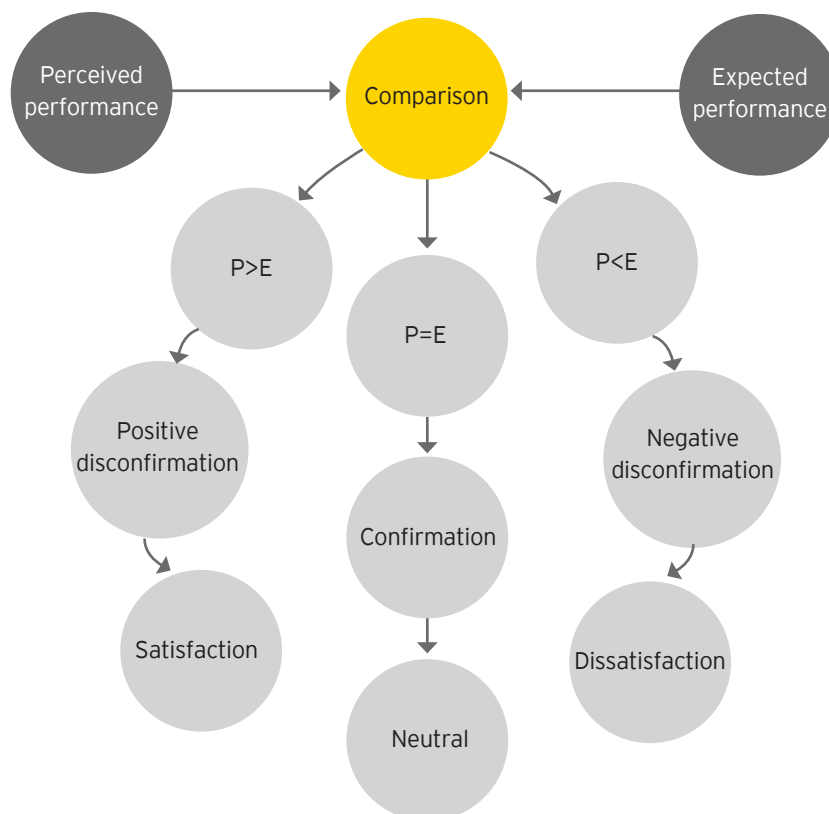 Perceived
performance
Comparison
Expected
performance
P>E
P=E
P<E
Positive
disconfirmation
Confirmation
Negative
disconfirmation
Satisfaction
Neutral
Dissatisfaction